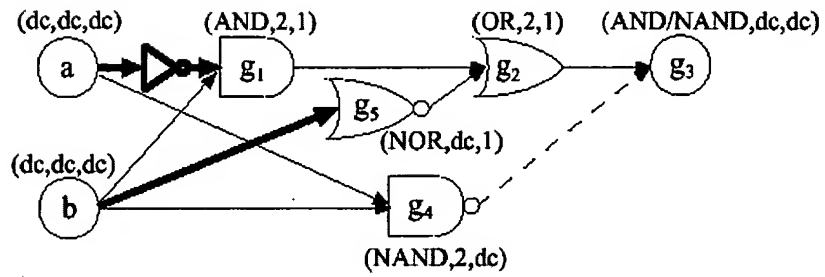 (dc,dc,dc) (AND,2,1) (OR,2,1) (AND/NAND,dc,dc)
a g₁ g₂ g₃
g₅
(NOR,dc,1)
(dc,dc,dc)
b g₄
(NAND,2,dc)